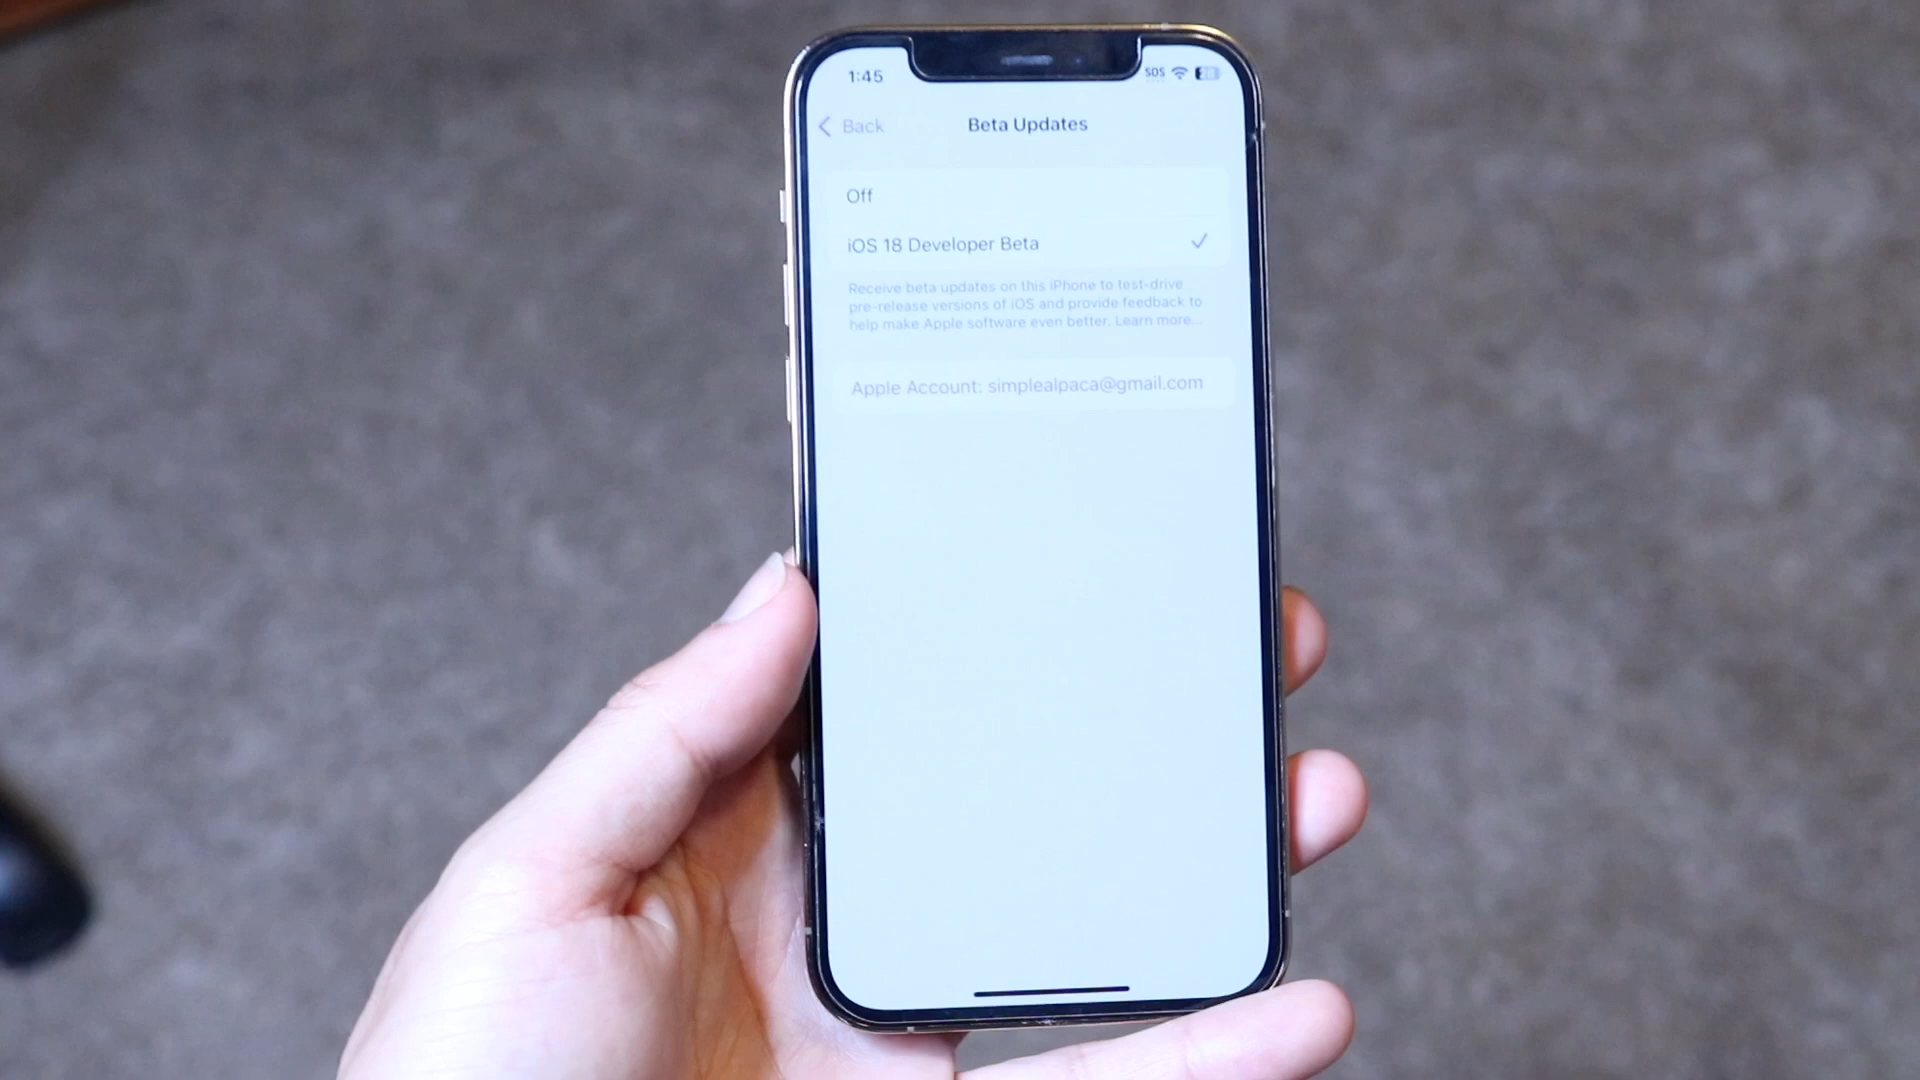 1:45 SOS 28
Back Beta Updates
Off
iOS 18 Developer Beta
Receive beta updates on this iPhone to test-drive
pre-release versions of iOS and provide feedback to
help make Apple software even better. Learn more...
Apple Account: simplealpaca@gmail.com